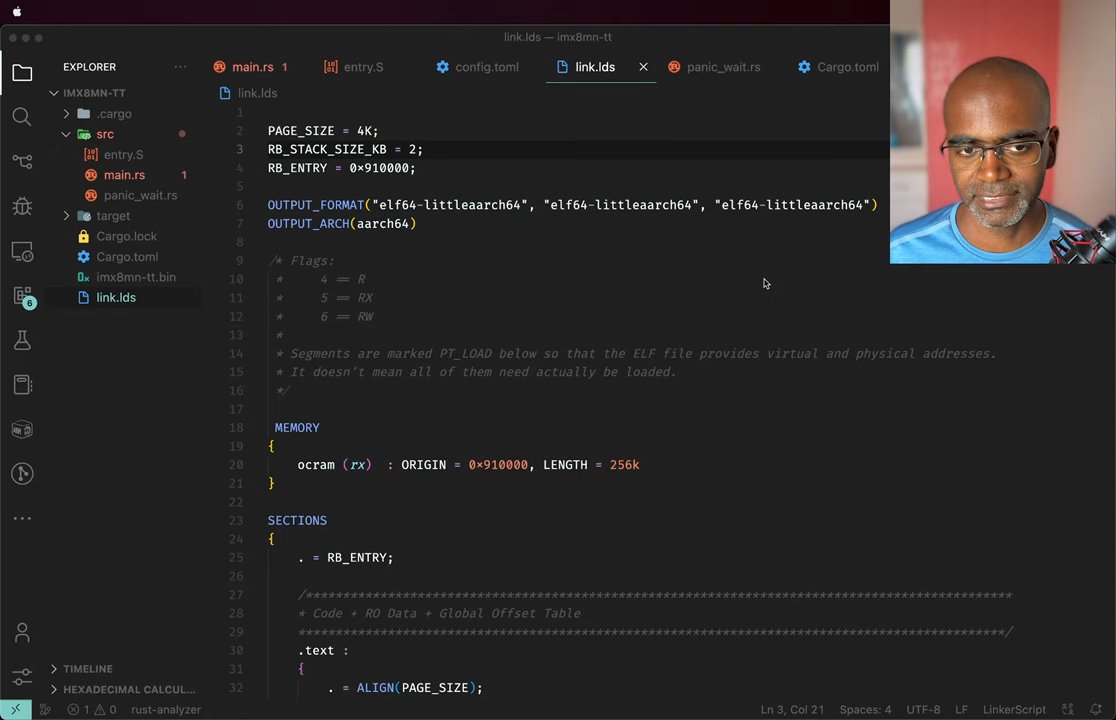 link.lds — imx8mn-tt
EXPLORER
main.rs 1
entry.S
config.toml
link.lds
panic_wait.rs
Cargo.toml
IMX8MN-TT
.cargo
src
entry.S
main.rs 1
panic_wait.rs
target
Cargo.lock
Cargo.toml
imx8mn-tt.bin
link.lds
6
TIMELINE
HEXADECIMAL CALCUL...
link.lds
1
2 PAGE_SIZE = 4K;
3 RB_STACK_SIZE_KB = 2;
4 RB_ENTRY = 0×910000;
5
6 OUTPUT_FORMAT("elf64-littleaarch64", "elf64-littleaarch64", "elf64-littleaarch64")
7 OUTPUT_ARCH(aarch64)
8
9 /* Flags:
10 * 4 == R
11 * 5 == RX
12 * 6 == RW
13 *
14 * Segments are marked PT_LOAD below so that the ELF file provides virtual and physical addresses.
15 * It doesn't mean all of them need actually be loaded.
16 */
17
18 MEMORY
19 {
20 ocram (rx) : ORIGIN = 0×910000, LENGTH = 256k
21 }
22
23 SECTIONS
24 {
25 . = RB_ENTRY;
26
27 /***********************************************************************************************
28 * Code + RO Data + Global Offset Table
29 ***********************************************************************************************/
30 .text :
31 {
32 . = ALIGN(PAGE_SIZE);
1 0 rust-analyzer
Ln 3, Col 21 Spaces: 4 UTF-8 LF LinkerScript